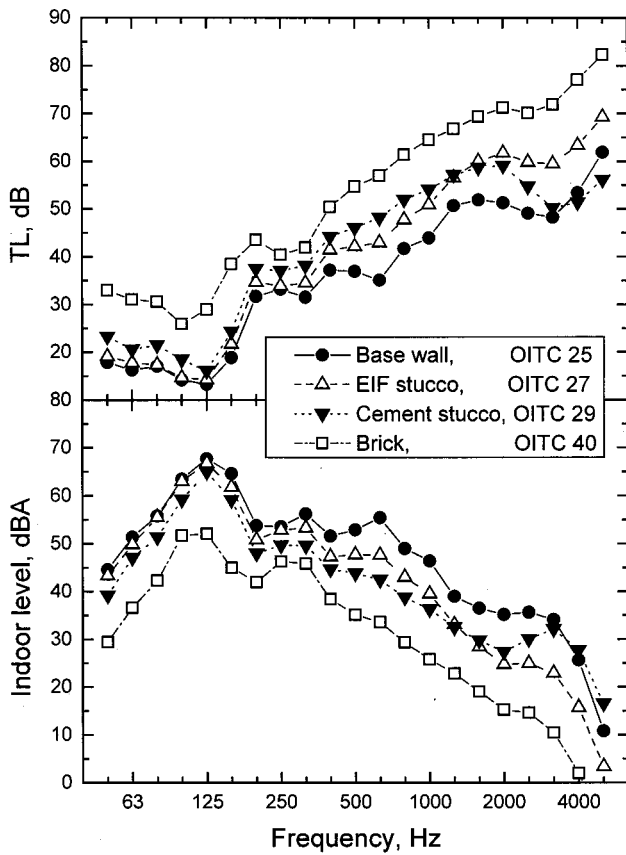 90
80
70
60
50
40
30
20
TL, dB
80
70
60
50
40
30
20
10
0
Indoor level, dBA
Base wall, OITC 25
EIF stucco, OITC 27
Cement stucco, OITC 29
Brick, OITC 40
63 125 250 500 1000 2000 4000
Frequency, Hz